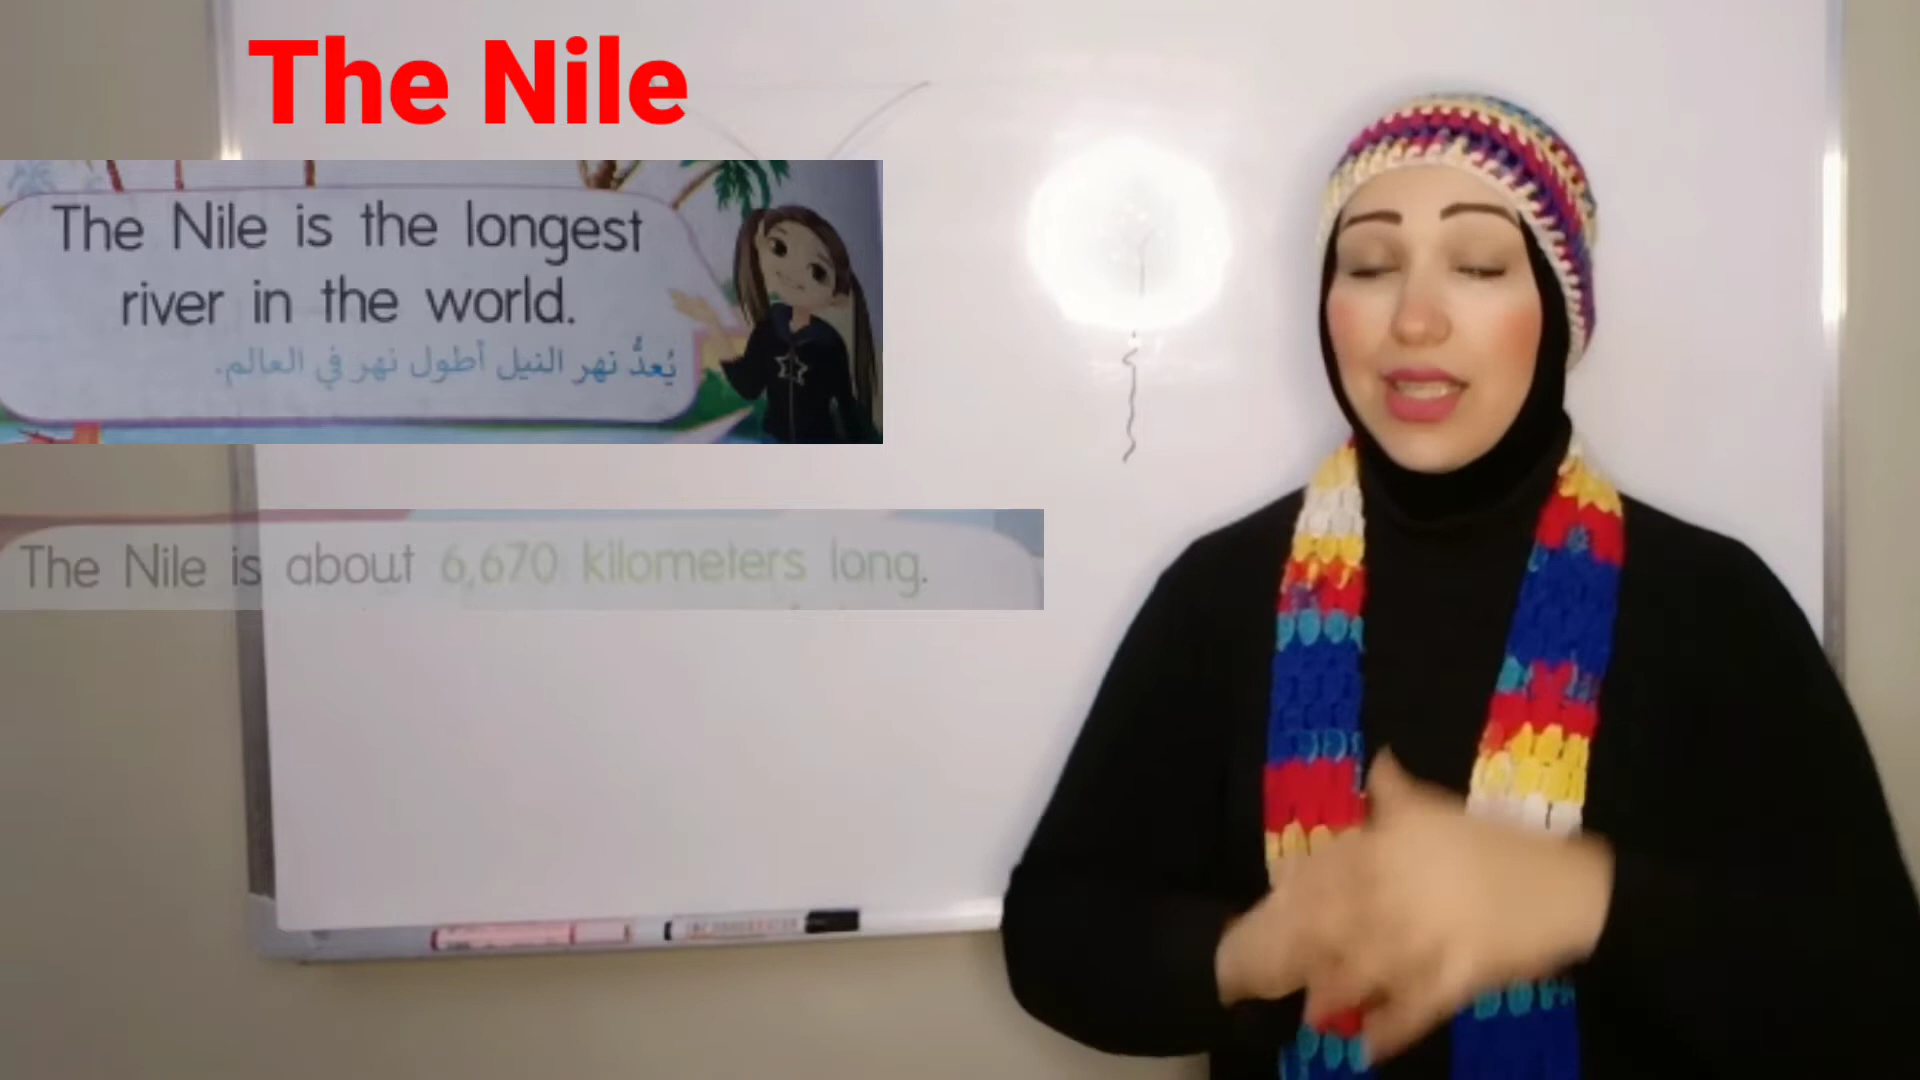 The Nile
The Nile is the longest
river in the world.
يُعدُّ نهر النيل أطول نهر في العالم.
The Nile is about 6,670 kilometers long.